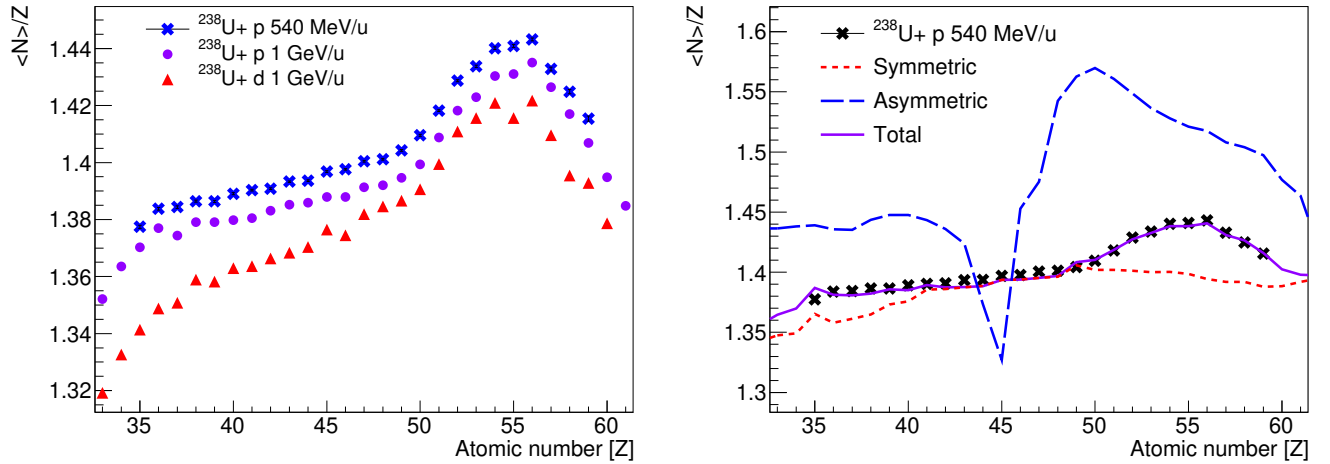 <N>/Z
²³⁸U+ p 540 MeV/u
²³⁸U+ p 1 GeV/u
²³⁸U+ d 1 GeV/u
1.44
1.42
1.4
1.38
1.36
1.34
1.32
35 40 45 50 55 60
Atomic number [Z]
<N>/Z
²³⁸U+ p 540 MeV/u
Symmetric
Asymmetric
Total
1.6
1.55
1.5
1.45
1.4
1.35
1.3
35 40 45 50 55 60
Atomic number [Z]